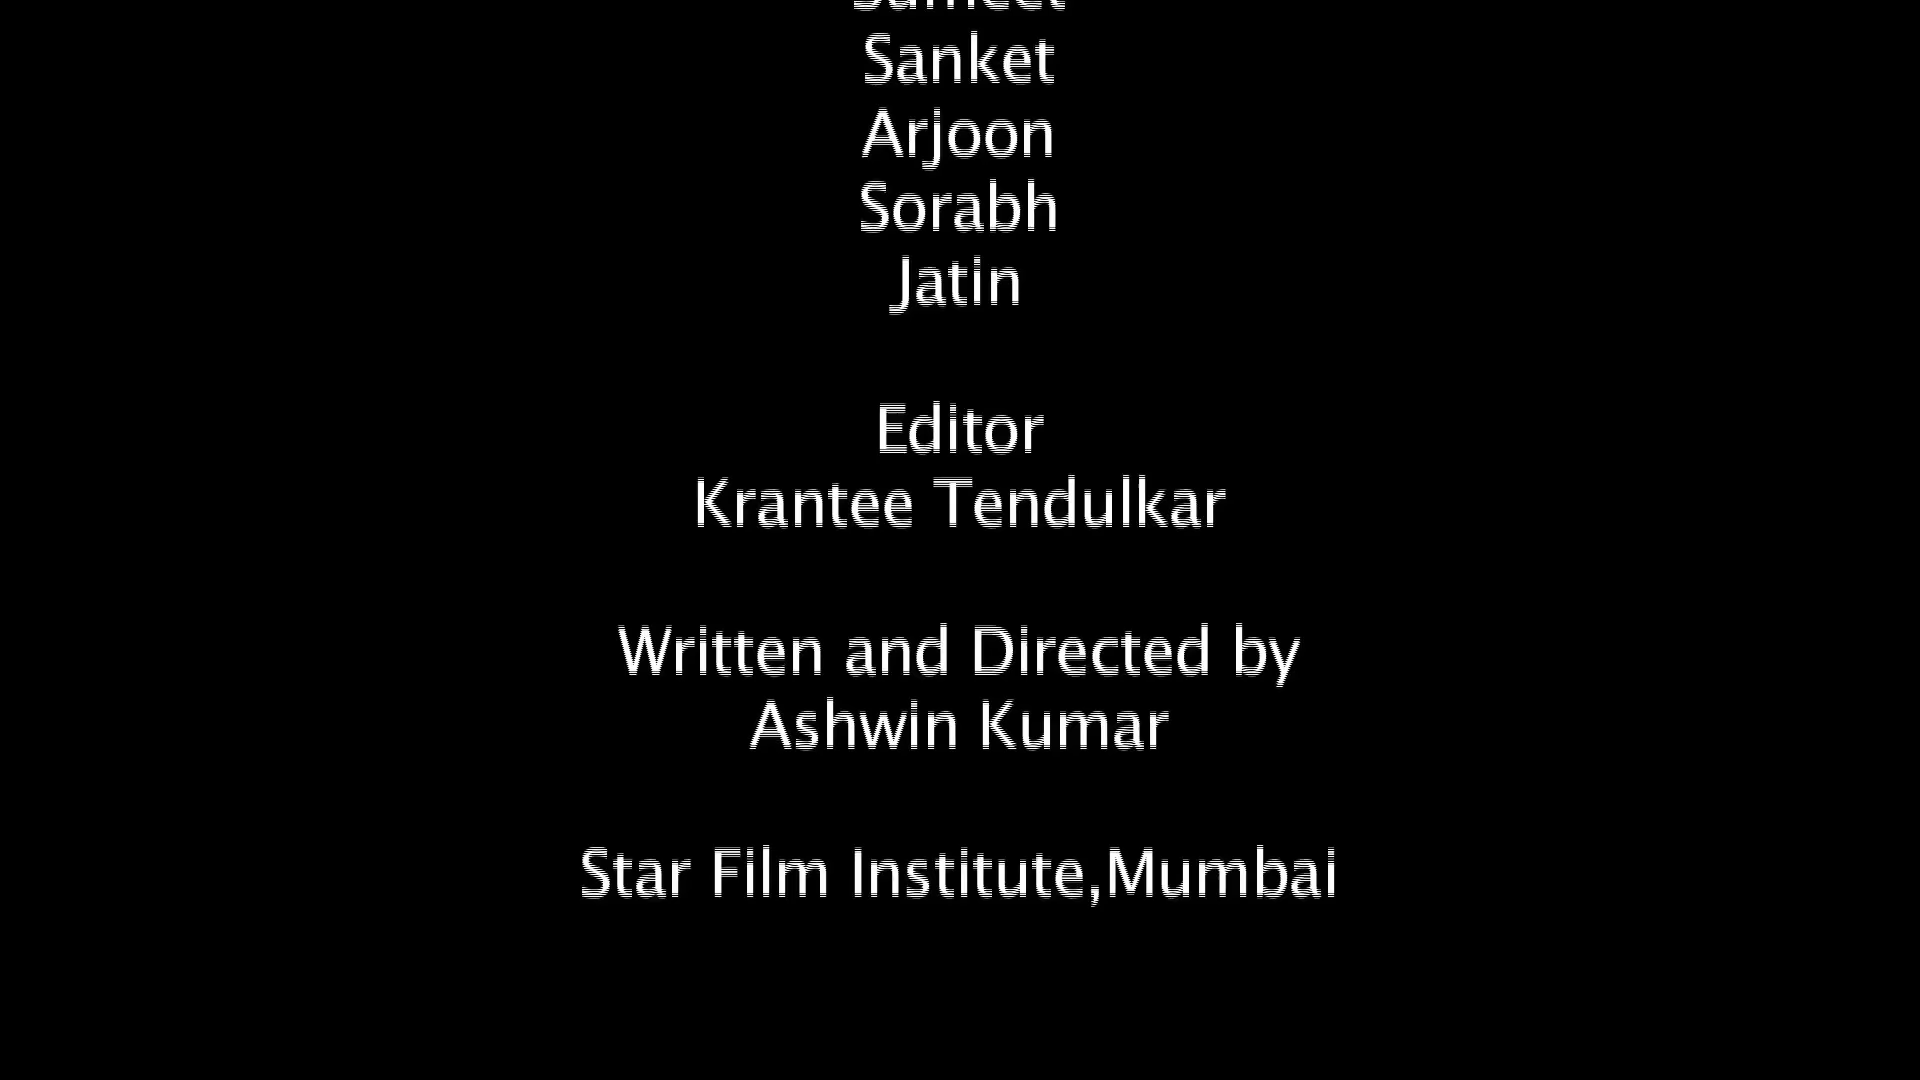 Sanket
Arjoon
Sorabh
Jatin
Editor
Krantee Tendulkar
Written and Directed by
Ashwin Kumar
Star Film Institute,Mumbai